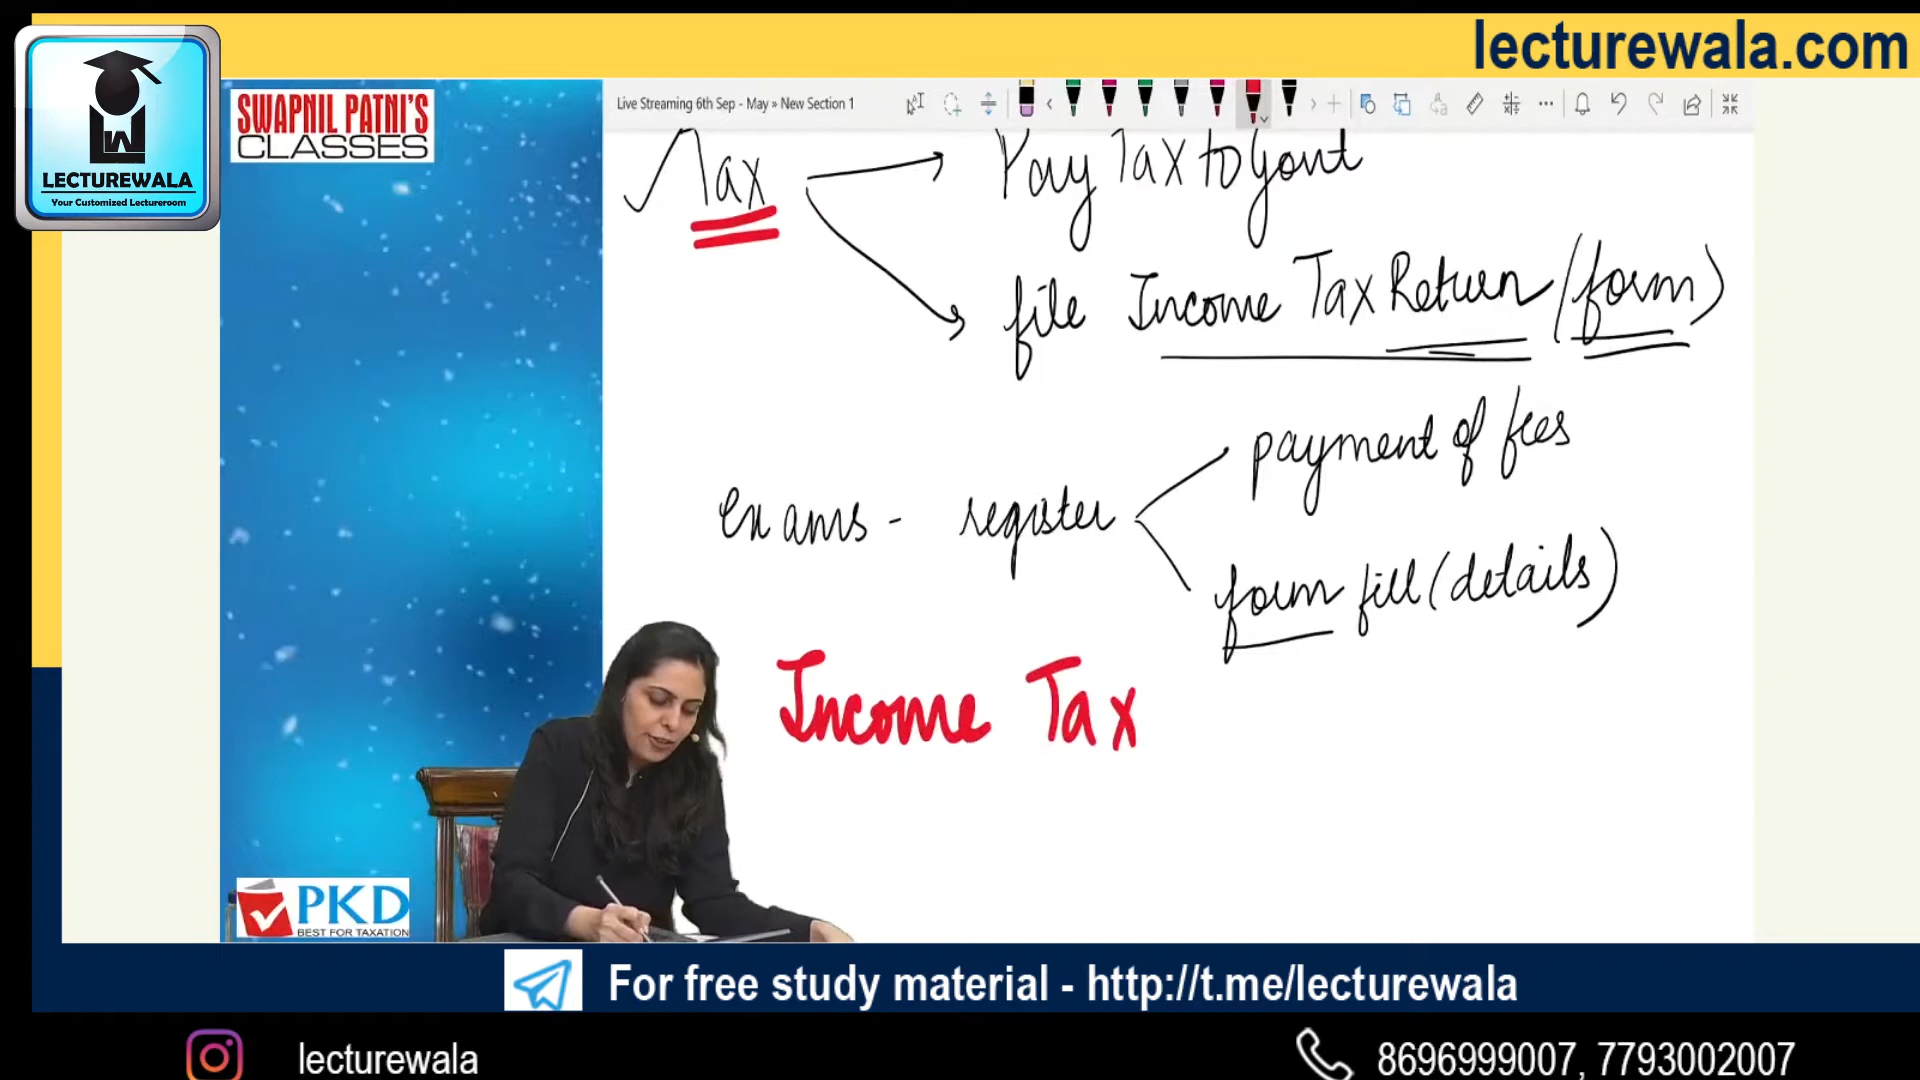 lecturewala.com
LW
LECTUREWALA
Your Customized Lectureroom
SWAPNIL PATNI'S
CLASSES
Live Streaming 6th Sep - May » New Section 1
Tax
Pay Tax to Govt
file Income Tax Return / (form)
exams - register
payment of fees
form fill (details)
Income Tax
PKD
BEST FOR TAXATION
For free study material - http://t.me/lecturewala
lecturewala
8696999007, 7793002007